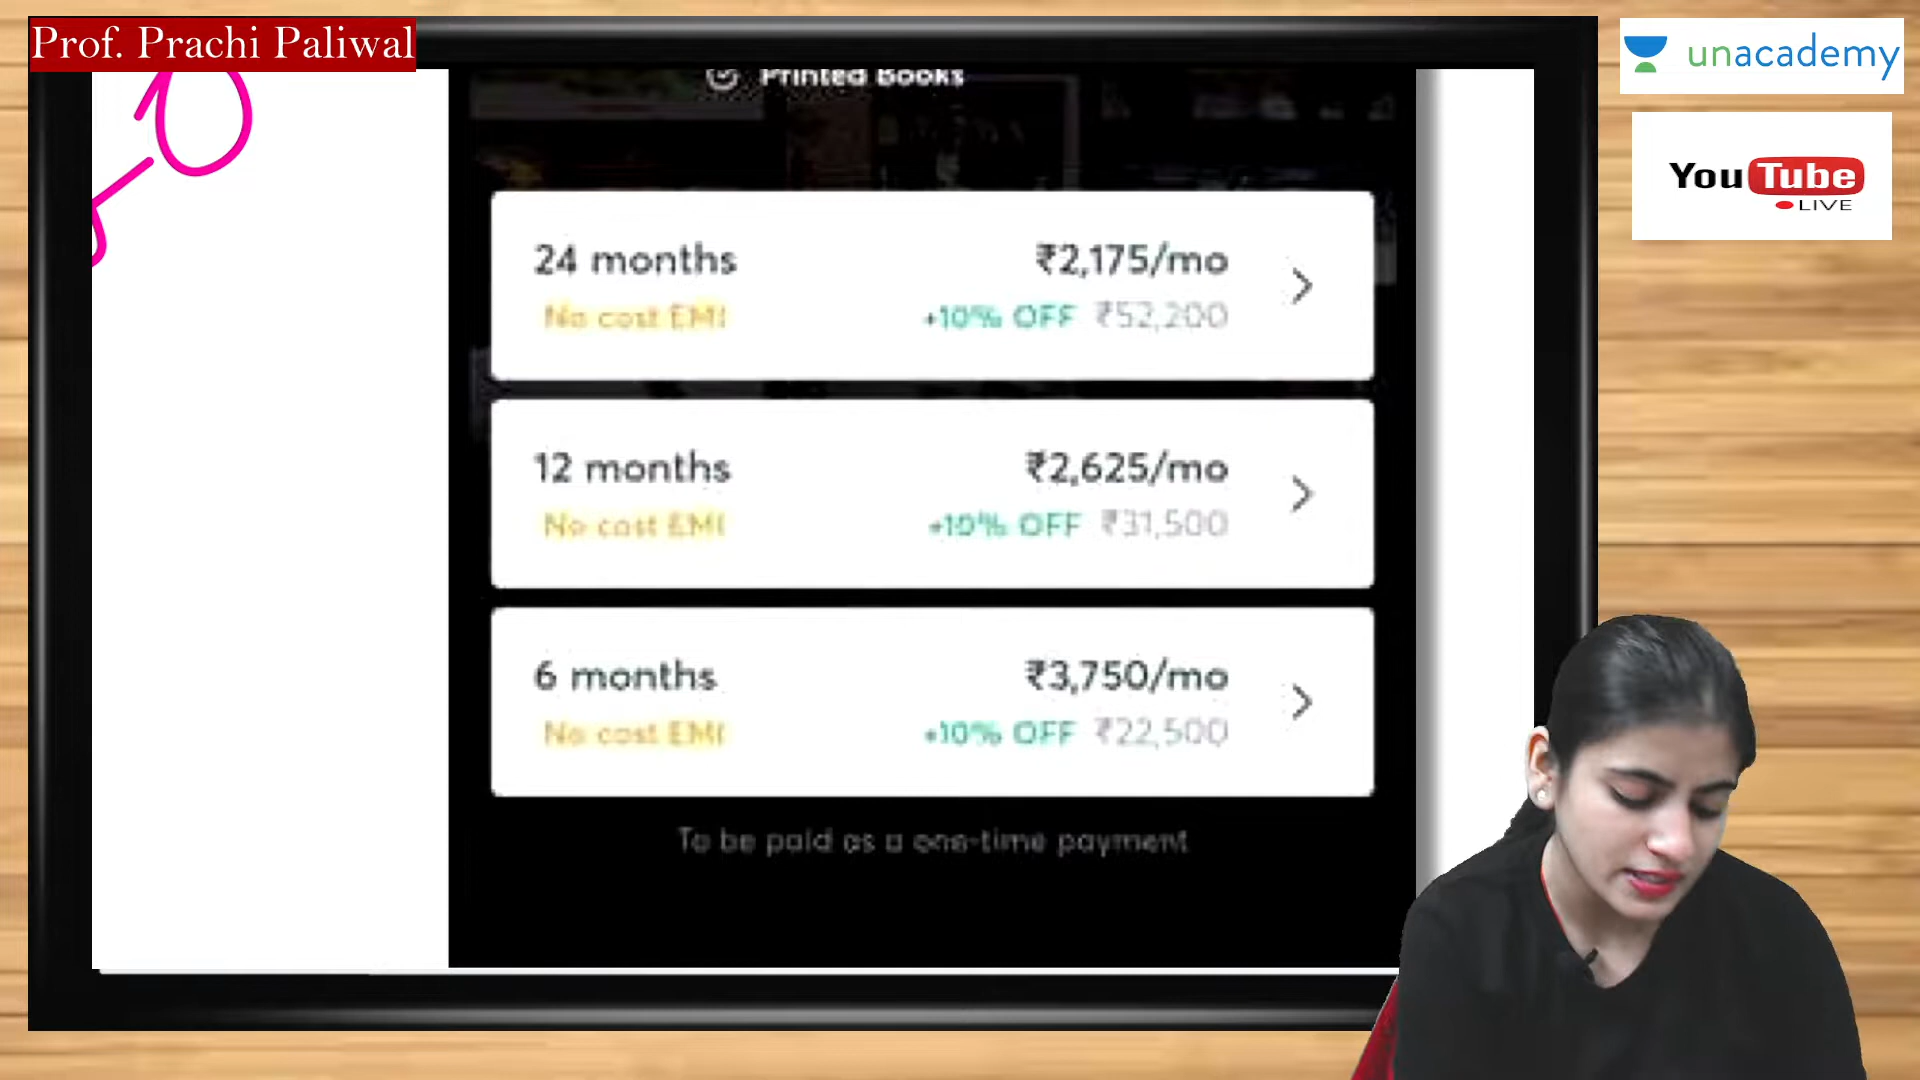 Prof. Prachi Paliwal
unacademy
YouTube
LIVE
Printed Books
24 months ₹2,175/mo
No cost EMI +10% OFF ₹52,200
12 months ₹2,625/mo
No cost EMI +10% OFF ₹31,500
6 months ₹3,750/mo
No cost EMI +10% OFF ₹22,500
To be paid as a one-time payment